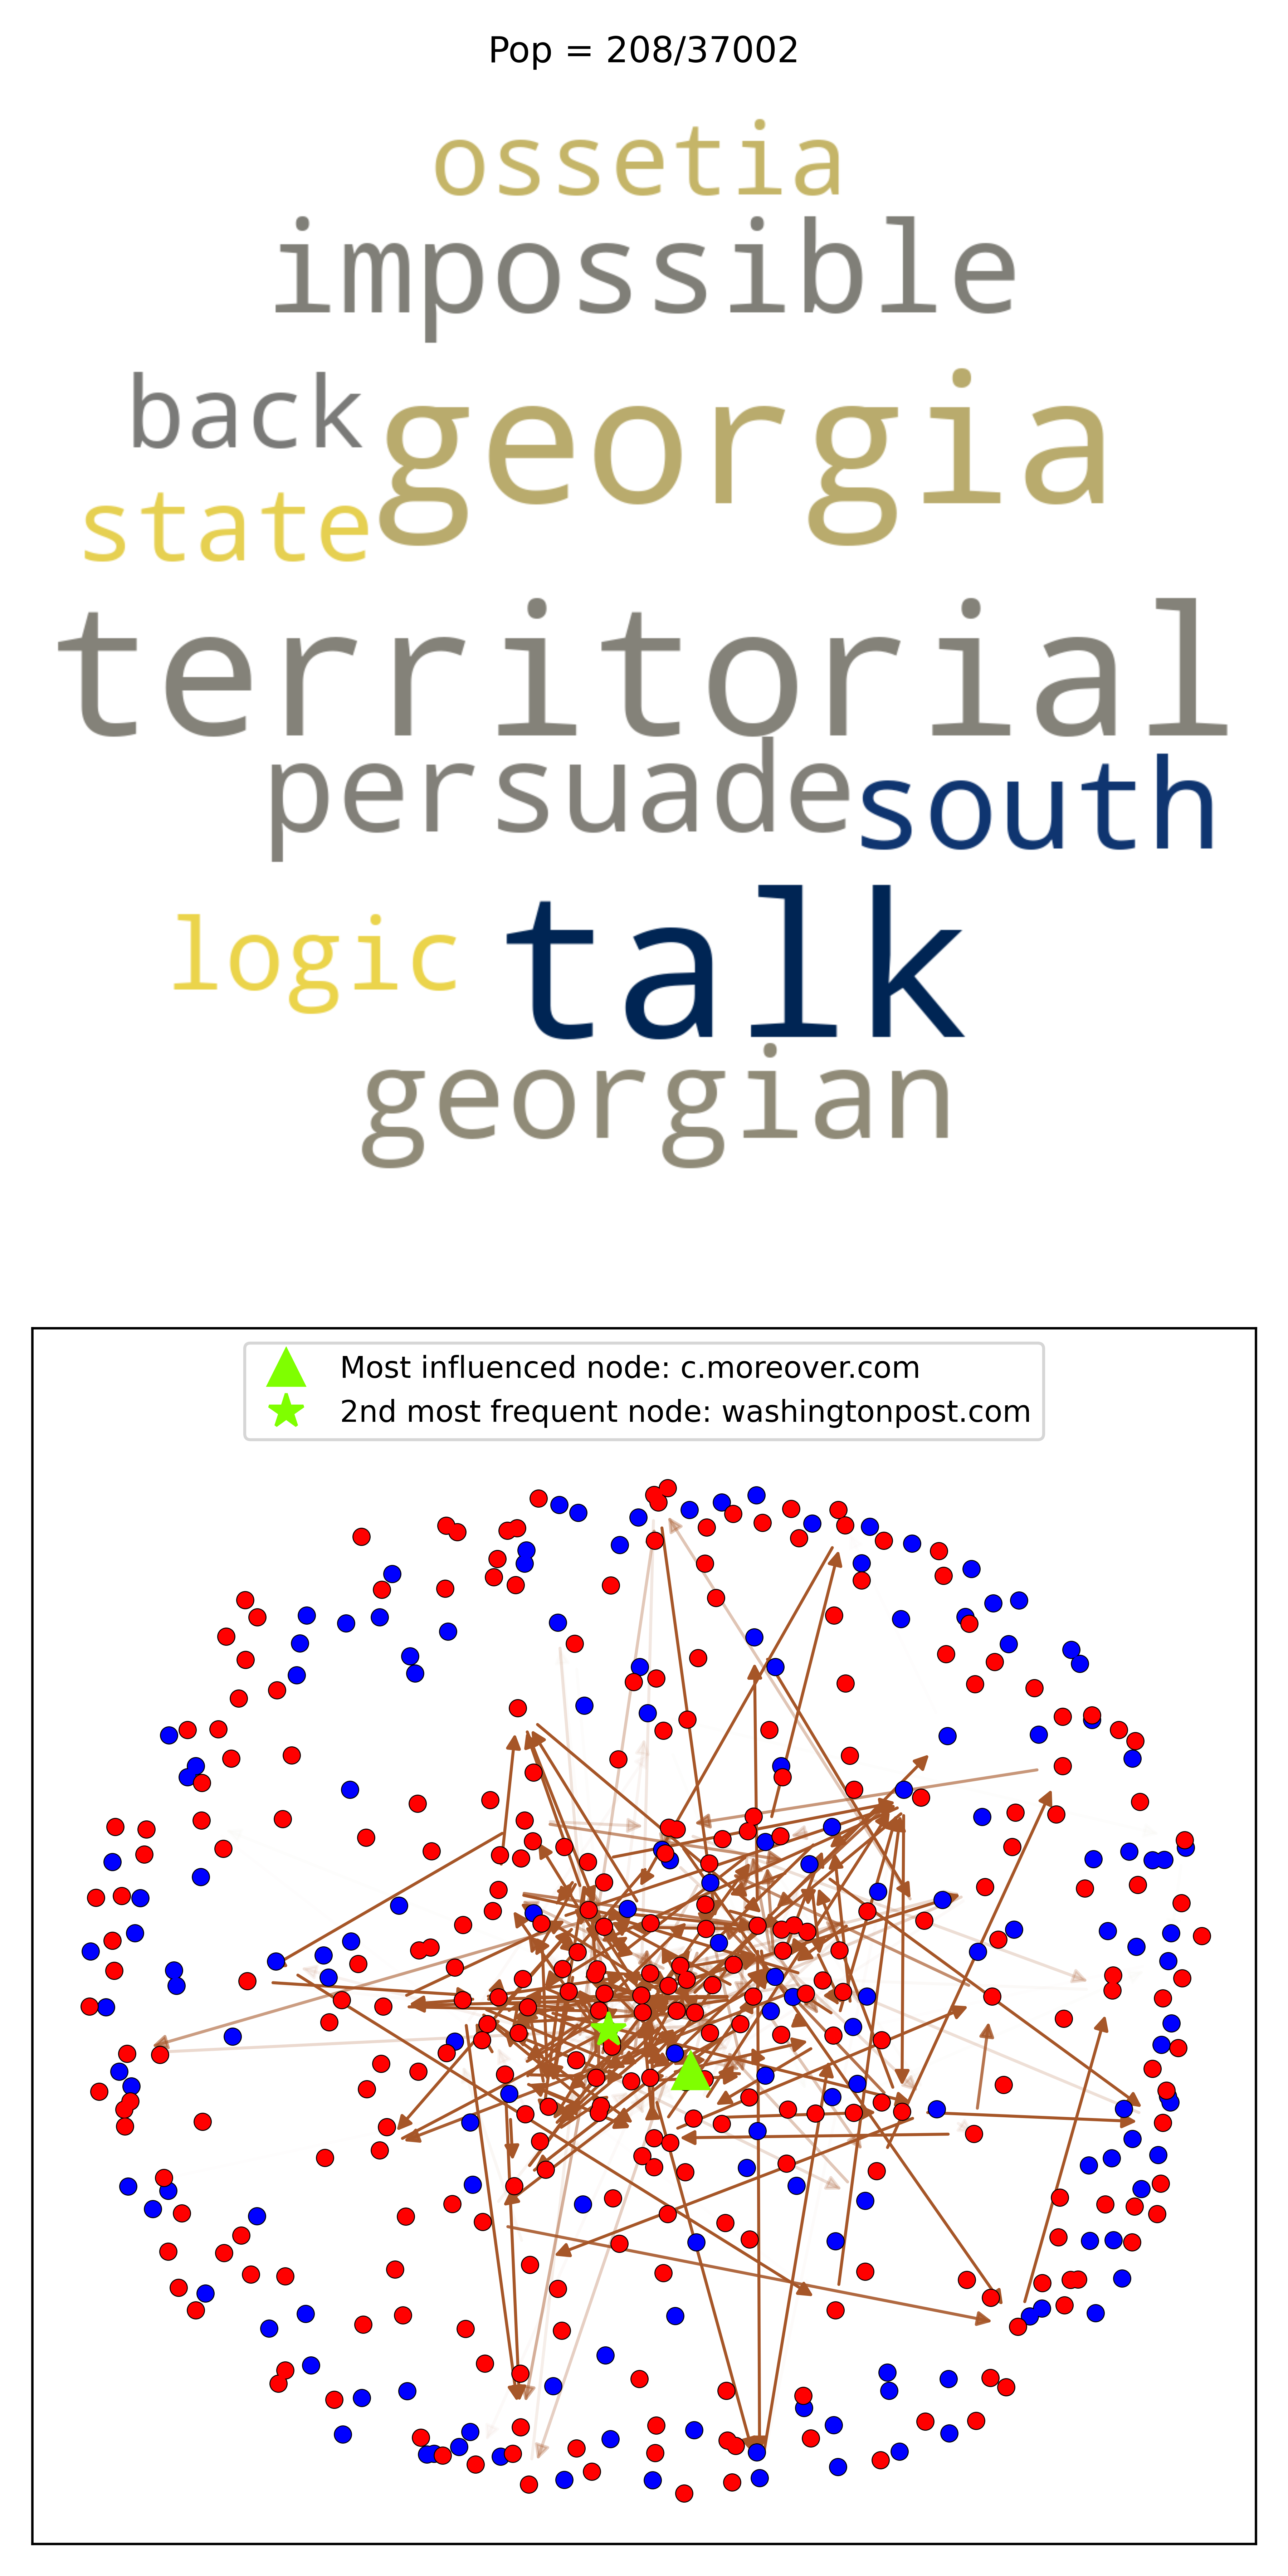 Pop = 208/37002
ossetia
impossible
back georgia
state
territorial
persuade south
logic talk
georgian
Most influenced node: c.moreover.com
2nd most frequent node: washingtonpost.com